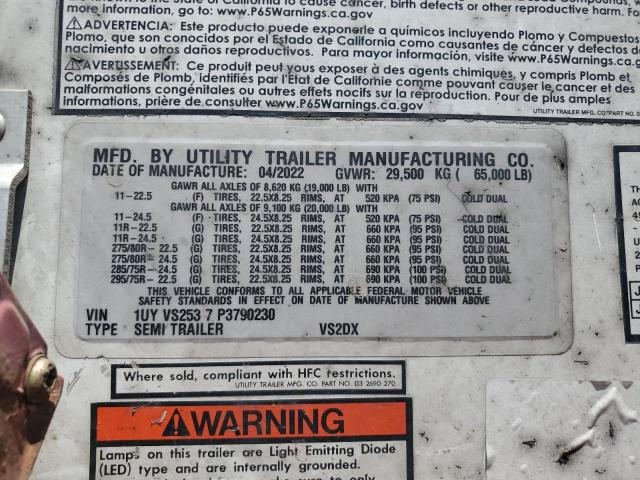 more information, go to: www.P65Warnings.ca.gov
ADVERTENCIA: Este producto puede exponerle a químicos incluyendo Plomo y Compuestos
Plomo, que son conocidos por el Estado de California como causantes de cáncer y defectos d
nacimiento u otros daños reproductivos. Para mayor información, visite www.P65Warnings.ca.g
AVERTISSEMENT: Ce produit peut vous exposer à des agents chimiques, y compris Plomb et
Composés de Plomb, identifiés par l'État de Californie comme pouvant causer le cancer et des
malformations congénitales ou autres effets nocifs sur la reproduction. Pour de plus amples
informations, prière de consulter www.P65Warnings.ca.gov
UTILITY TRAILER MFG. CO. PART NO. 0
MFD. BY UTILITY TRAILER MANUFACTURING CO.
DATE OF MANUFACTURE: 04/2022 GVWR: 29,500 KG ( 65,000 LB)
GAWR ALL AXLES OF 8,620 KG (19,000 LB) WITH
11-22.5 (F) TIRES, 22.5X8.25 RIMS, AT 520 KPA (75 PSI) COLD DUAL
GAWR ALL AXLES OF 9,100 KG (20,000 LB) WITH
11-24.5 (F) TIRES, 24.5X8.25 RIMS, AT 520 KPA (75 PSI) COLD DUAL
11R-22.5 (G) TIRES, 22.5X8.25 RIMS, AT 660 KPA (95 PSI) COLD DUAL
11R-24.5 (G) TIRES, 24.5X8.25 RIMS, AT 660 KPA (95 PSI) COLD DUAL
275/80R-22.5 (G) TIRES, 22.5X8.25 RIMS, AT 660 KPA (95 PSI) COLD DUAL
275/80R-24.5 (G) TIRES, 24.5X8.25 RIMS, AT 660 KPA (95 PSI) COLD DUAL
285/75R-24.5 (G) TIRES, 24.5X8.25 RIMS, AT 690 KPA (100 PSI) COLD DUAL
295/75R-22.5 (G) TIRES, 22.5X8.25 RIMS, AT 690 KPA (100 PSI) COLD DUAL
THIS VEHICLE CONFORMS TO ALL APPLICABLE FEDERAL MOTOR VEHICLE
SAFETY STANDARDS IN EFFECT ON DATE OF MANUFACTURE SHOWN ABOVE
VIN 1UY VS253 7 P3790230
TYPE SEMI TRAILER VS2DX
Where sold, compliant with HFC restrictions.
UTILITY TRAILER MFG. CO. PART NO. 03 2690-270
WARNING
Lamps on this trailer are Light Emitting Diode
(LED) type and are internally grounded.